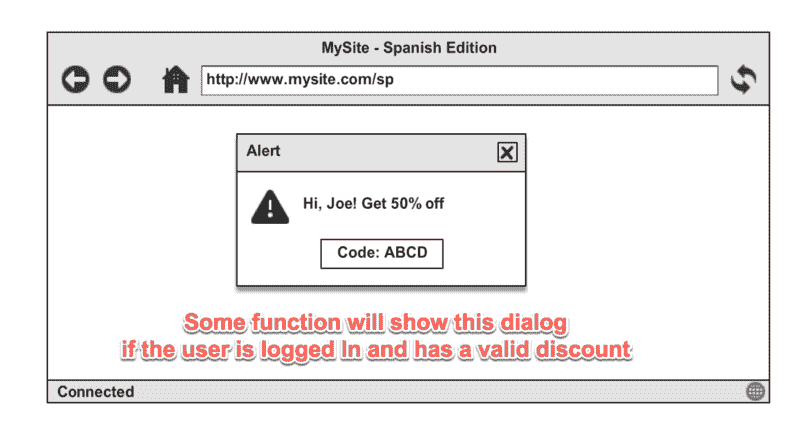 MySite - Spanish Edition
http://www.mysite.com/sp
Alert
Hi, Joe! Get 50% off
Code: ABCD
Some function will show this dialog
if the user is logged In and has a valid discount
Connected